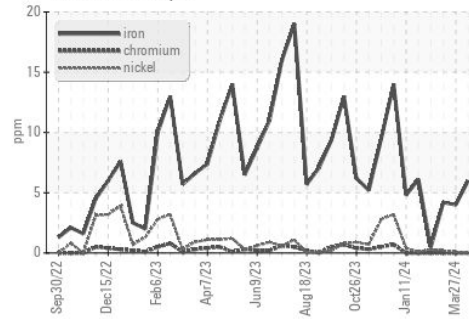 20
iron
chromium
nickel
15
ppm
10
5
0
Sep30/22
Dec15/22
Feb6/23
Apr7/23
Jun9/23
Aug18/23
Oct26/23
Jan11/24
Mar27/24